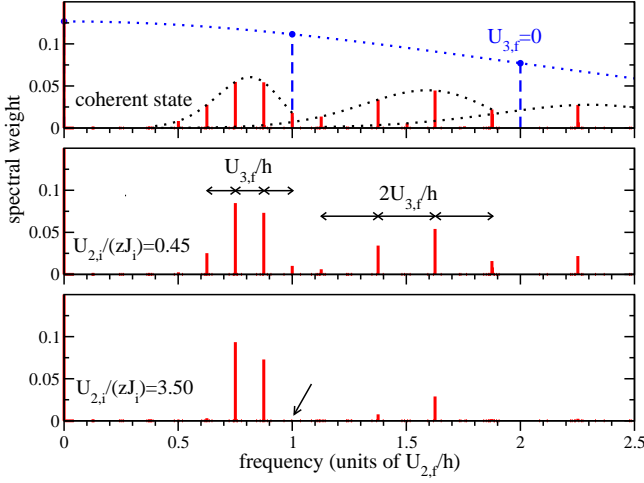 0.15
0.1
0.05
0
U3,f=0
coherent state
spectral weight
0.1
0.05
0
U3,f/h
2U3,f/h
U2,i/(zJi)=0.45
0.1
0.05
0
U2,i/(zJi)=3.50
0 0.5 1 1.5 2 2.5
frequency (units of U2,f/h)